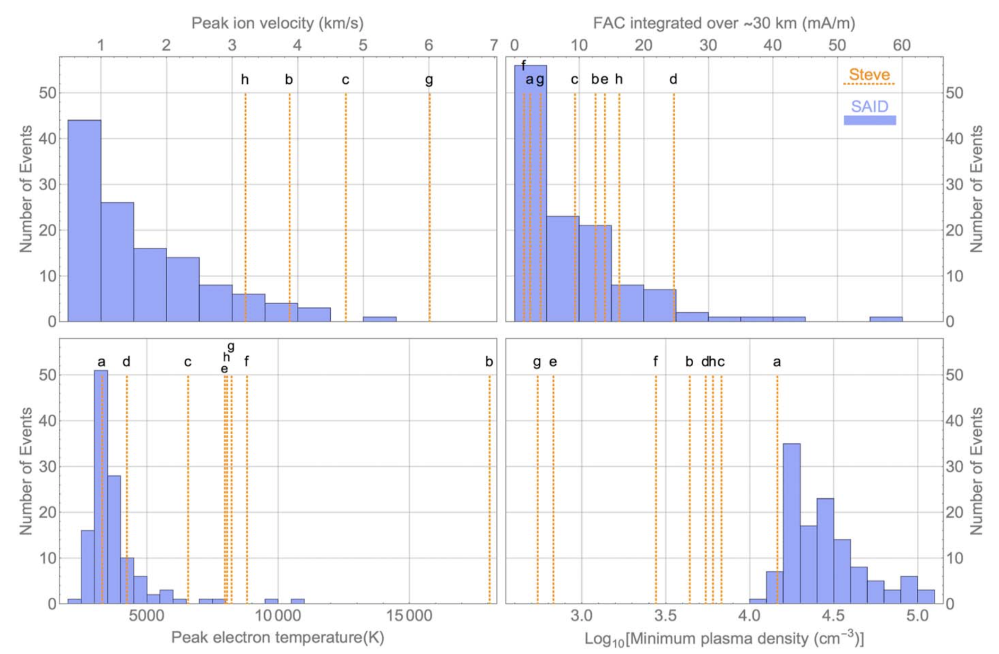 Peak ion velocity (km/s)
1 2 3 4 5 6 7
h b c g
Number of Events
50
40
30
20
10
0
FAC integrated over ~30 km (mA/m)
0 10 20 30 40 50 60
f
a g c b e h d
Steve
SAID
50
40
30
20
10
0
Number of Events
g
h
a d c e f b
Number of Events
50
40
30
20
10
0
5000 10 000 15 000
Peak electron temperature(K)
g e f b d h c a
50
40
30
20
10
0
Number of Events
3.0 3.5 4.0 4.5 5.0
Log₁₀[Minimum plasma density (cm⁻³)]